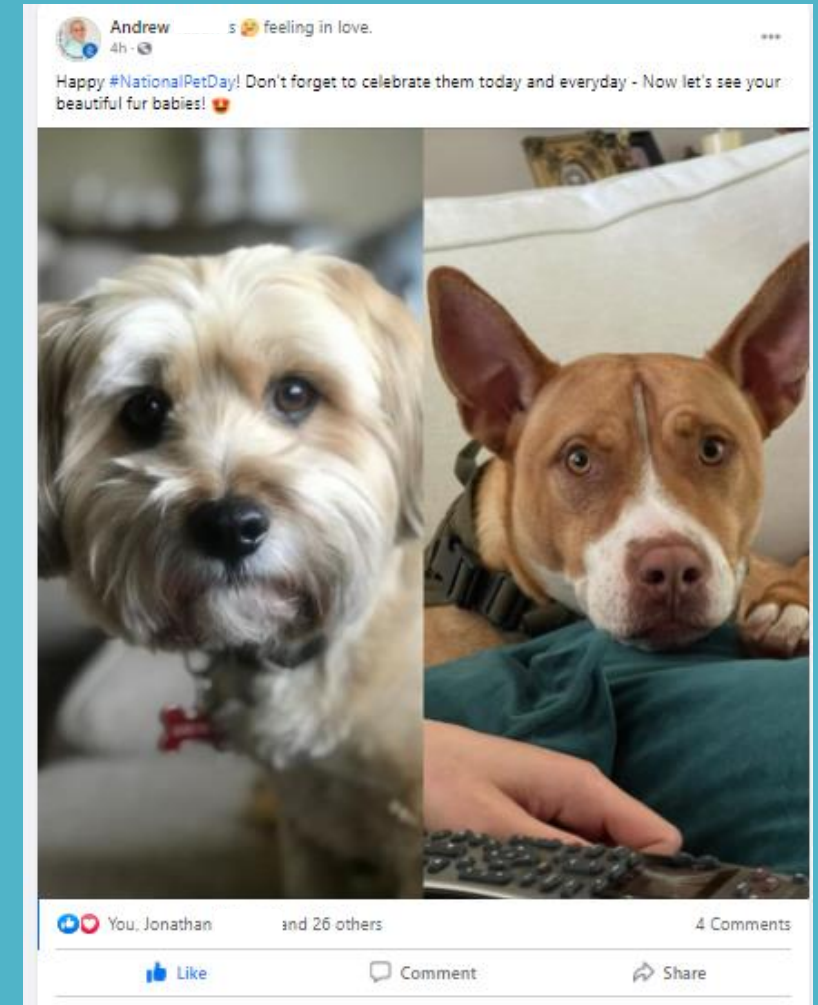 Andrew s feeling in love.
4h ·
Happy #NationalPetDay! Don't forget to celebrate them today and everyday - Now let's see your
beautiful fur babies!
You, Jonathan and 26 others
4 Comments
Like
Comment
Share